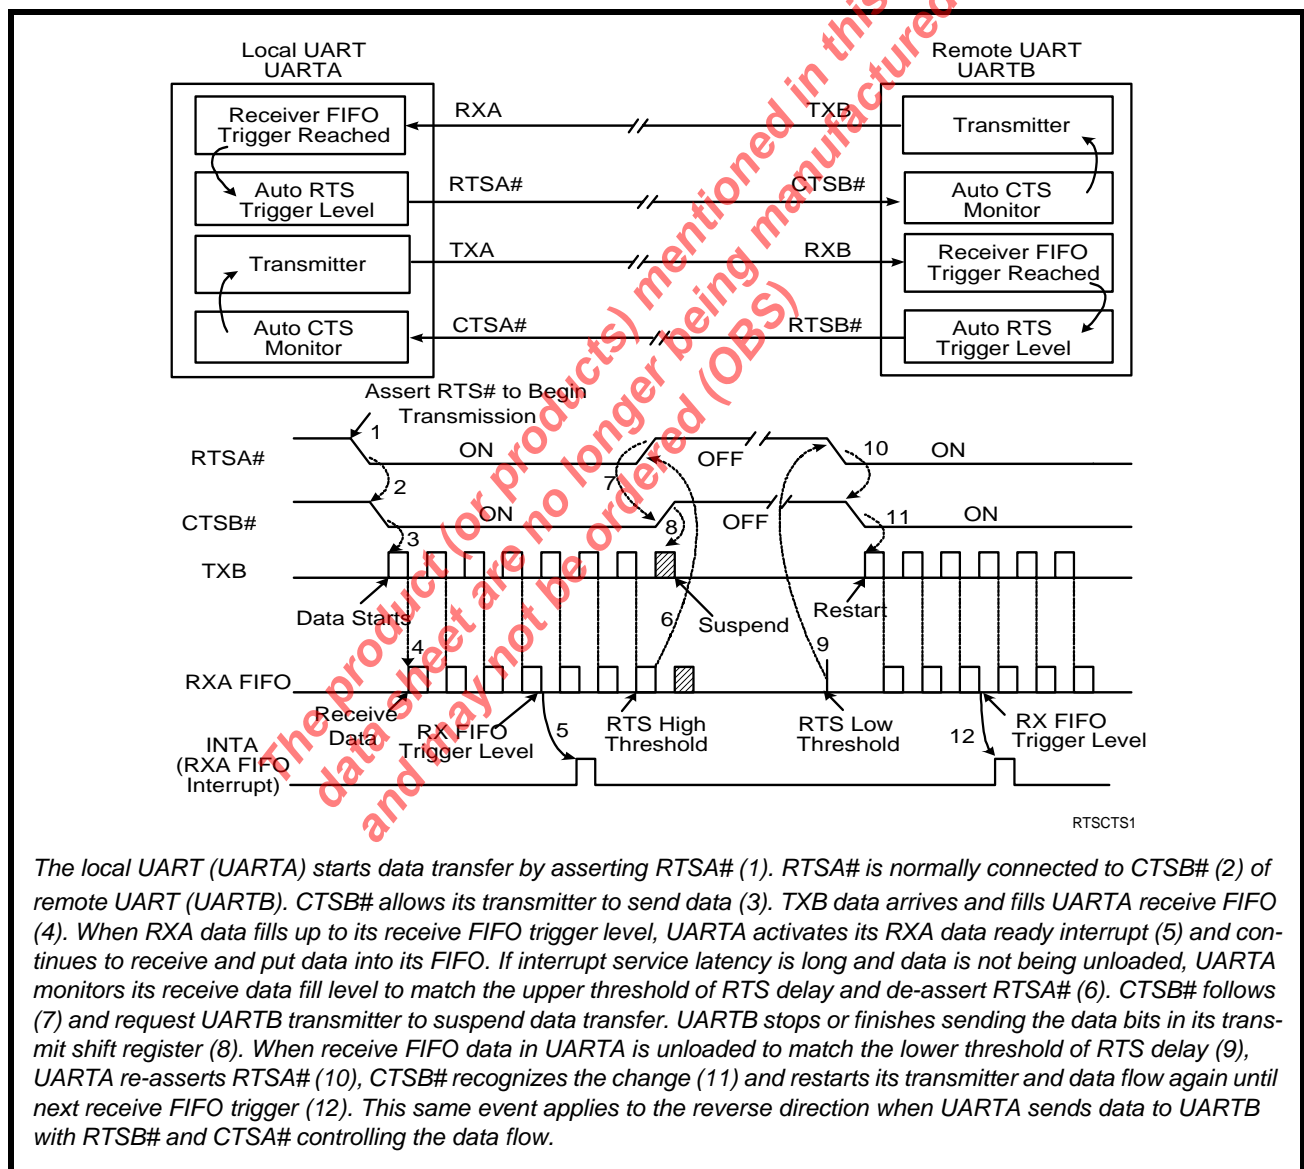 Local UART
UARTA
Remote UART
UARTB
Receiver FIFO
Trigger Reached
RXA
TXB
Transmitter
Auto RTS
Trigger Level
RTSA#
CTSB#
Auto CTS
Monitor
Transmitter
TXA
RXB
Receiver FIFO
Trigger Reached
Auto CTS
Monitor
CTSA#
RTSB#
Auto RTS
Trigger Level
Assert RTS# to Begin
Transmission
RTSA#
1
ON
OFF
10
ON
2
7
CTSB#
ON
8
OFF
11
ON
3
TXB
Data Starts
6
Suspend
Restart
4
9
RXA FIFO
Receive
Data
RX FIFO
Trigger Level
5
RTS High
Threshold
RTS Low
Threshold
12
RX FIFO
Trigger Level
INTA
(RXA FIFO
Interrupt)
RTSCTS1
The product (or products) mentioned in this
data sheet are no longer being manufactured
and may not be ordered (OBS)
The local UART (UARTA) starts data transfer by asserting RTSA# (1). RTSA# is normally connected to CTSB# (2) of
remote UART (UARTB). CTSB# allows its transmitter to send data (3). TXB data arrives and fills UARTA receive FIFO
(4). When RXA data fills up to its receive FIFO trigger level, UARTA activates its RXA data ready interrupt (5) and con-
tinues to receive and put data into its FIFO. If interrupt service latency is long and data is not being unloaded, UARTA
monitors its receive data fill level to match the upper threshold of RTS delay and de-assert RTSA# (6). CTSB# follows
(7) and request UARTB transmitter to suspend data transfer. UARTB stops or finishes sending the data bits in its trans-
mit shift register (8). When receive FIFO data in UARTA is unloaded to match the lower threshold of RTS delay (9),
UARTA re-asserts RTSA# (10), CTSB# recognizes the change (11) and restarts its transmitter and data flow again until
next receive FIFO trigger (12). This same event applies to the reverse direction when UARTA sends data to UARTB
with RTSB# and CTSA# controlling the data flow.